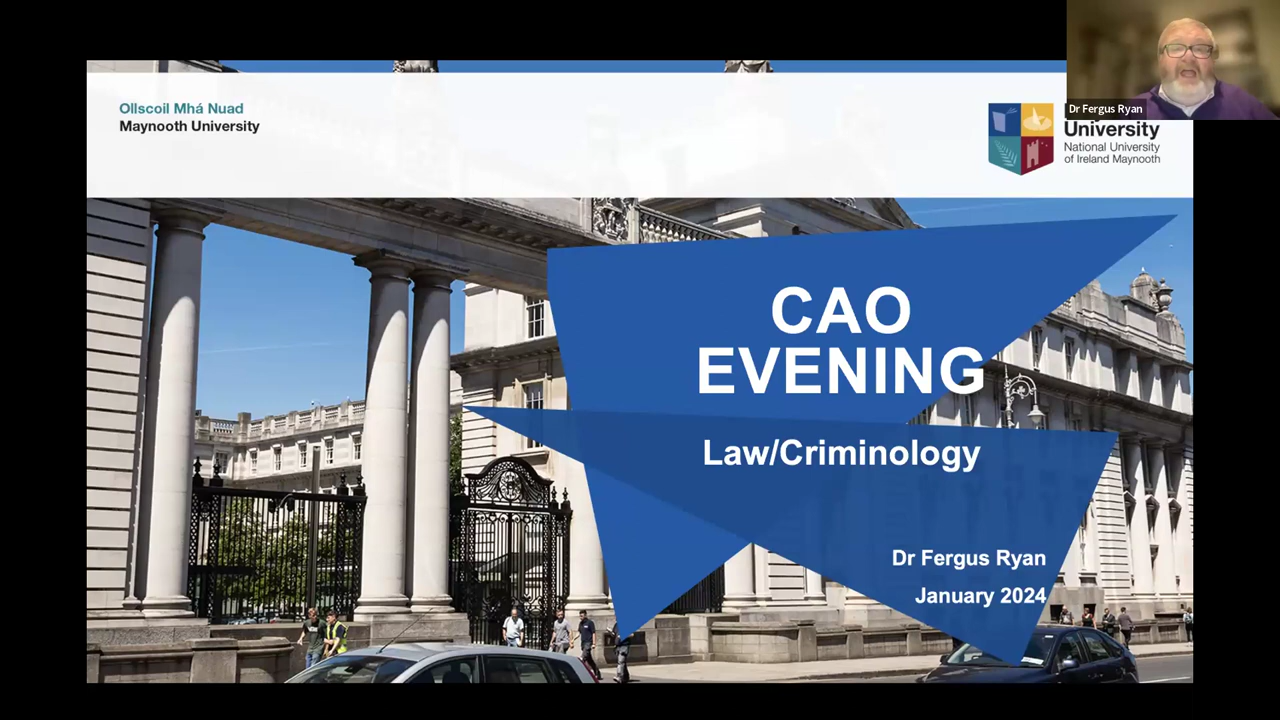 Ollscoil Mhá Nuad
Maynooth University
Dr Fergus Ryan
University
National University
of Ireland Maynooth
CAO
EVENING
Law/Criminology
Dr Fergus Ryan
January 2024